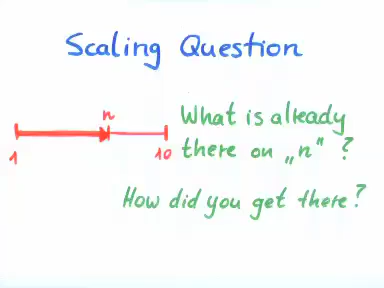 Scaling Question
n
What is already
1
10
there on „n" ?
How did you get there?